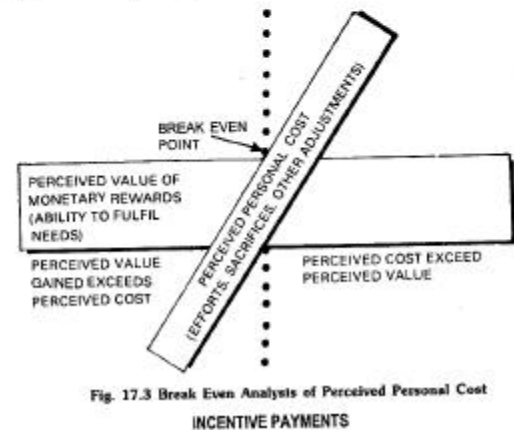 BREAK EVEN
POINT
PERCEIVED PERSONAL COST
(EFFORTS, SACRIFICES, OTHER ADJUSTMENTS)
PERCEIVED VALUE OF
MONETARY REWARDS
(ABILITY TO FULFIL
NEEDS)
PERCEIVED VALUE
GAINED EXCEEDS
PERCEIVED COST
PERCEIVED COST EXCEED
PERCEIVED VALUE
Fig. 17.3 Break Even Analysis of Perceived Personal Cost
INCENTIVE PAYMENTS